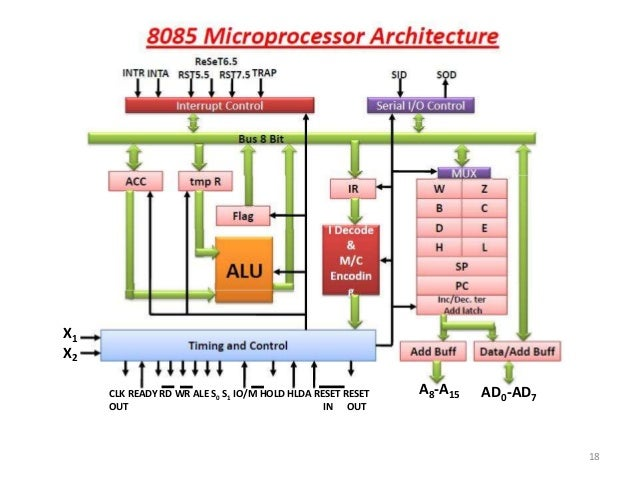 8085 Microprocessor Architecture
ReSeT6.5
INTR INTA RST5.5 RST7.5 TRAP
SID SOD
Interrupt Control
Serial I/O Control
Bus 8 Bit
ACC
tmp R
IR
MUX
W Z
B C
D E
H L
SP
PC
Inc/Dec. ter
Add latch
Flag
ALU
I Decode
&
M/C
Encodin
g
X1
X2
Timing and Control
Add Buff
Data/Add Buff
CLK READY RD WR ALE S0 S1 IO/M HOLD HLDA RESET RESET
OUT IN OUT
A8-A15
AD0-AD7
18